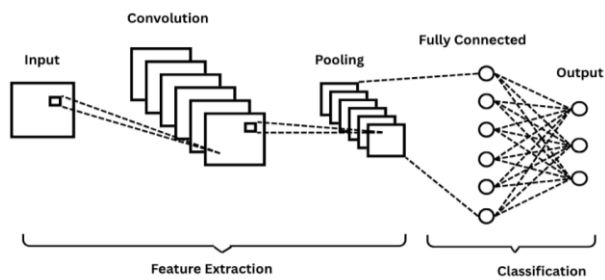 Convolution
Input
Pooling
Fully Connected
Output
Feature Extraction
Classification